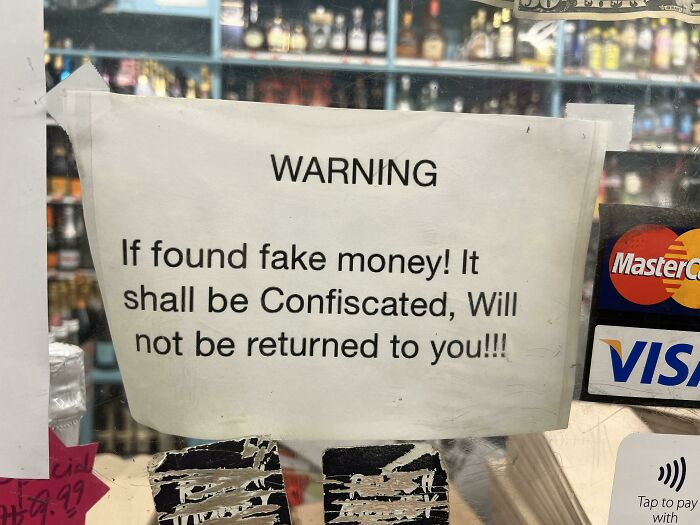 WARNING
If found fake money! It
shall be Confiscated, Will
not be returned to you!!!
MasterC
VISA
Tap to pay
with